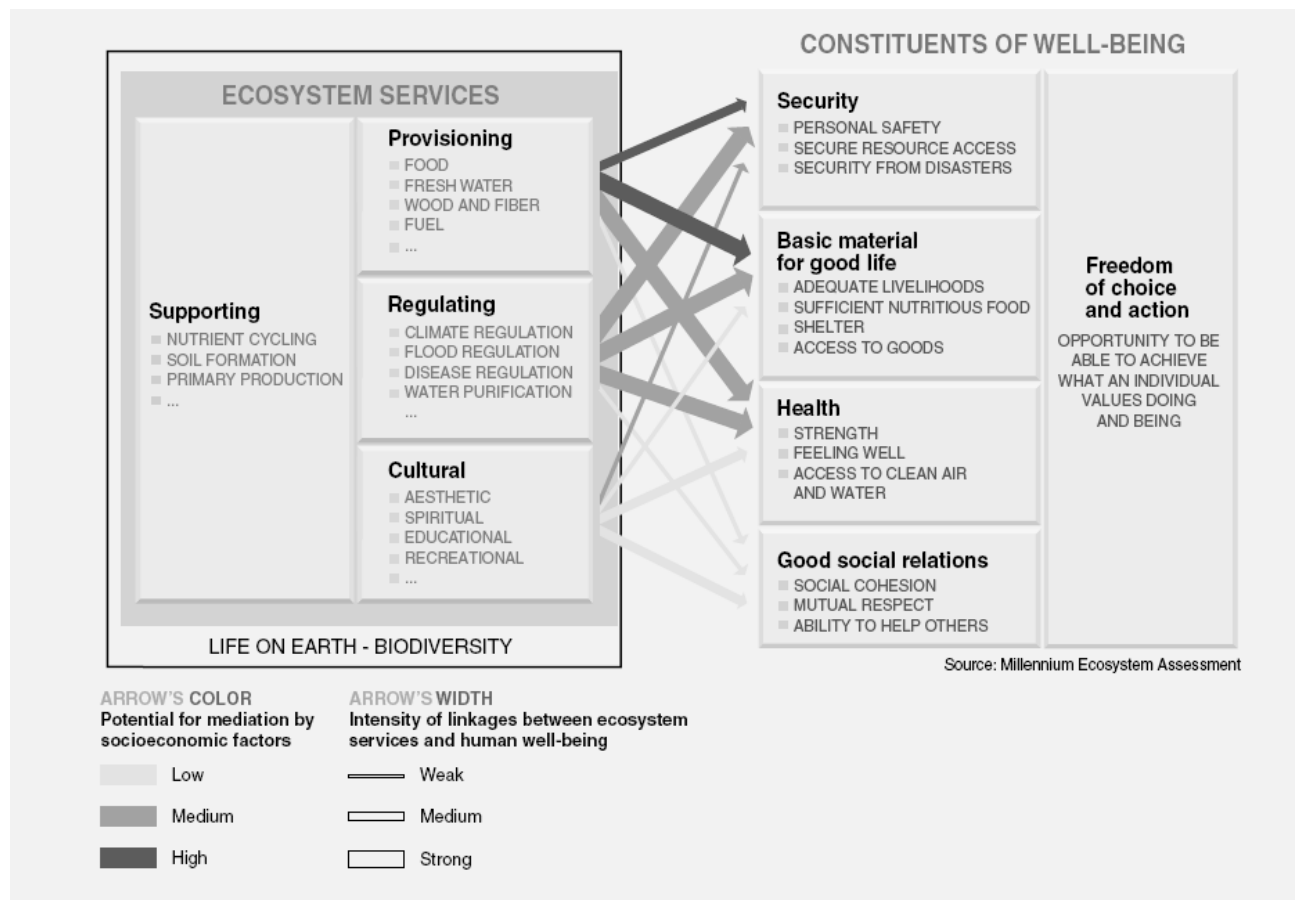 CONSTITUENTS OF WELL-BEING
ECOSYSTEM SERVICES
Supporting
NUTRIENT CYCLING
SOIL FORMATION
PRIMARY PRODUCTION
...
Provisioning
FOOD
FRESH WATER
WOOD AND FIBER
FUEL
...
Regulating
CLIMATE REGULATION
FLOOD REGULATION
DISEASE REGULATION
WATER PURIFICATION
...
Cultural
AESTHETIC
SPIRITUAL
EDUCATIONAL
RECREATIONAL
...
LIFE ON EARTH - BIODIVERSITY
Security
PERSONAL SAFETY
SECURE RESOURCE ACCESS
SECURITY FROM DISASTERS
Basic material
for good life
ADEQUATE LIVELIHOODS
SUFFICIENT NUTRITIOUS FOOD
SHELTER
ACCESS TO GOODS
Health
STRENGTH
FEELING WELL
ACCESS TO CLEAN AIR
AND WATER
Good social relations
SOCIAL COHESION
MUTUAL RESPECT
ABILITY TO HELP OTHERS
Freedom
of choice
and action
OPPORTUNITY TO BE
ABLE TO ACHIEVE
WHAT AN INDIVIDUAL
VALUES DOING
AND BEING
Source: Millennium Ecosystem Assessment
ARROW'S COLOR
Potential for mediation by
socioeconomic factors
Low
Medium
High
ARROW'S WIDTH
Intensity of linkages between ecosystem
services and human well-being
Weak
Medium
Strong